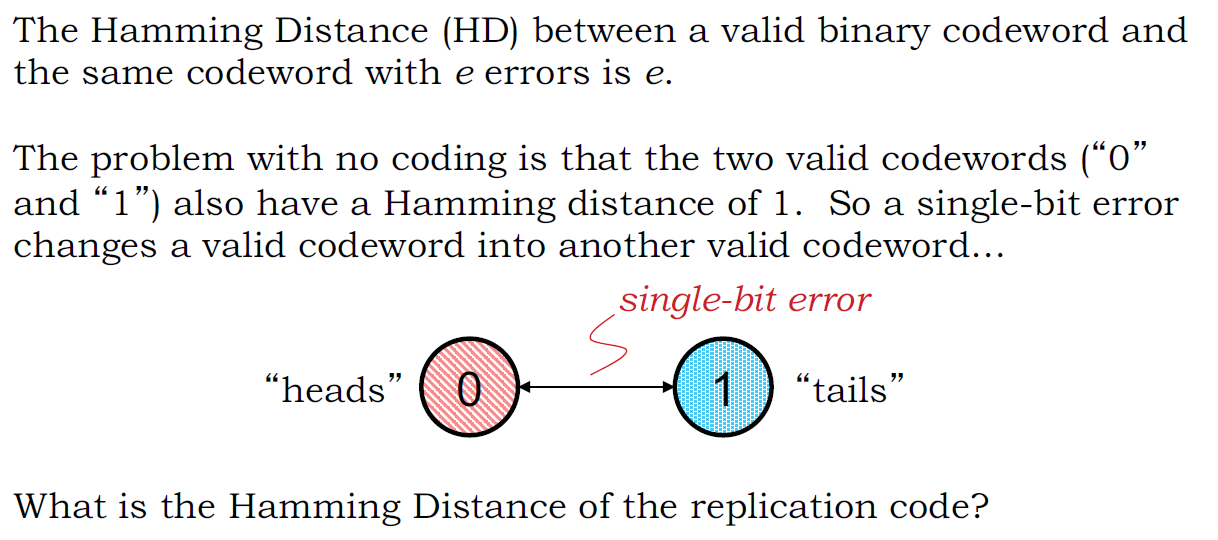 The Hamming Distance (HD) between a valid binary codeword and
the same codeword with e errors is e.
The problem with no coding is that the two valid codewords (“0”
and “1”) also have a Hamming distance of 1.  So a single-bit error
changes a valid codeword into another valid codeword…
single-bit error
“heads” 0 1 “tails”
What is the Hamming Distance of the replication code?